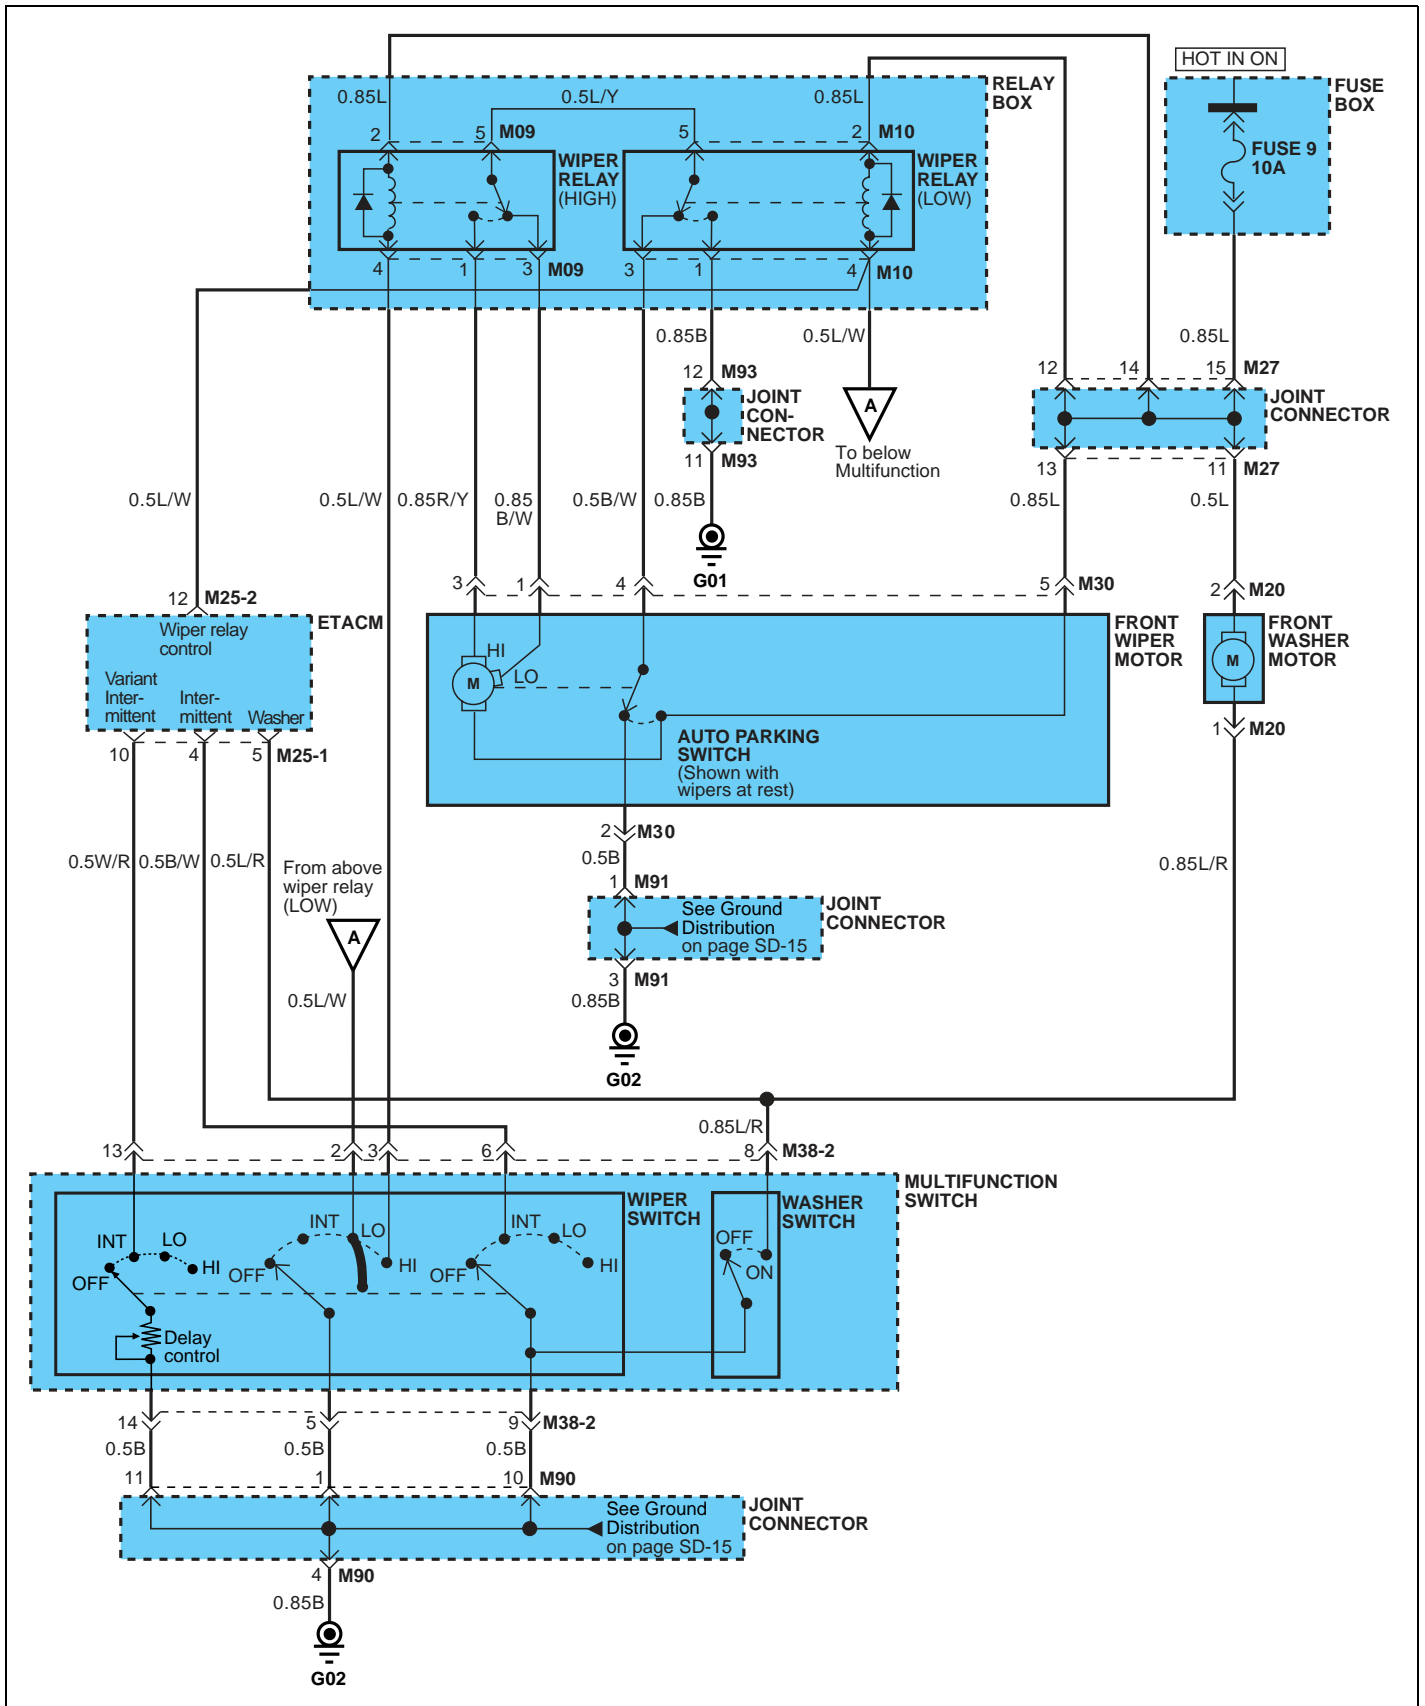 HOT IN ON
RELAY
BOX
FUSE
BOX
0.85L
0.5L/Y
0.85L
2
5
M09
5
2
M10
FUSE 9
10A
WIPER
RELAY
(HIGH)
WIPER
RELAY
(LOW)
4
1
3
M09
3
1
4
M10
0.85B
0.5L/W
0.85L
12
M93
12
14
15
M27
JOINT
CON-
NECTOR
A
JOINT
CONNECTOR
11
M93
To below
Multifunction
13
11
M27
0.5L/W
0.5L/W
0.85R/Y
0.85
B/W
0.5B/W
0.85B
0.85L
0.5L
G01
3
1
4
5
M30
2
M20
12
M25-2
ETACM
Wiper relay
control
Variant
Inter-
mittent
Inter-
mittent
Washer
HI
LO
M
FRONT
WIPER
MOTOR
M
FRONT
WASHER
MOTOR
AUTO PARKING
SWITCH
(Shown with
wipers at rest)
10
4
5
M25-1
1
M20
2
M30
0.5B
0.5W/R
0.5B/W
0.5L/R
From above
wiper relay
(LOW)
0.85L/R
1
M91
See Ground
Distribution
on page SD-15
JOINT
CONNECTOR
A
3
M91
0.5L/W
0.85B
G02
0.85L/R
13
2
3
6
8
M38-2
MULTIFUNCTION
SWITCH
WIPER
SWITCH
WASHER
SWITCH
INT
LO
HI
OFF
INT
LO
HI
OFF
INT
LO
HI
OFF
OFF
ON
Delay
control
14
5
9
M38-2
0.5B
0.5B
0.5B
11
1
10
M90
See Ground
Distribution
on page SD-15
JOINT
CONNECTOR
4
M90
0.85B
G02